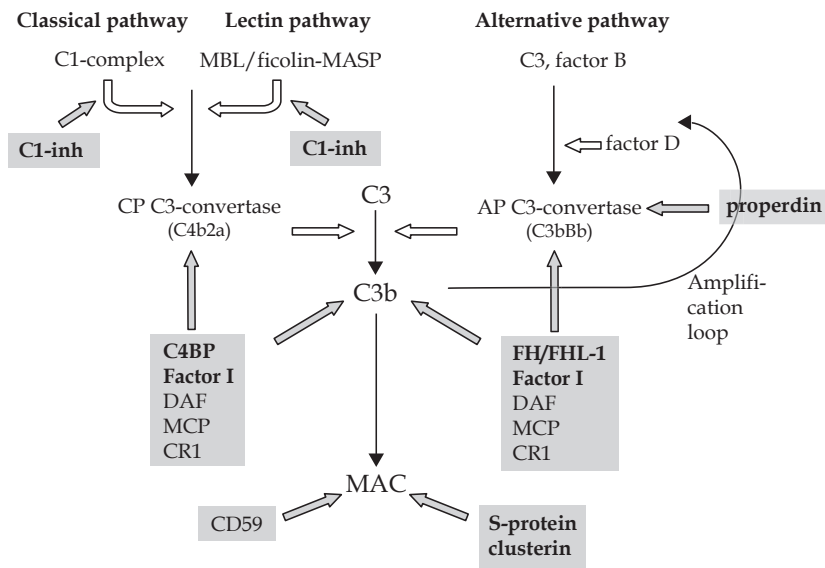 Classical pathway
Lectin pathway
Alternative pathway
C1-complex
MBL/ficolin-MASP
C3, factor B
C1-inh
C1-inh
factor D
CP C3-convertase
(C4b2a)
C3
AP C3-convertase
(C3bBb)
properdin
C3b
Amplifi-
cation
loop
C4BP
Factor I
DAF
MCP
CR1
FH/FHL-1
Factor I
DAF
MCP
CR1
MAC
CD59
S-protein
clusterin